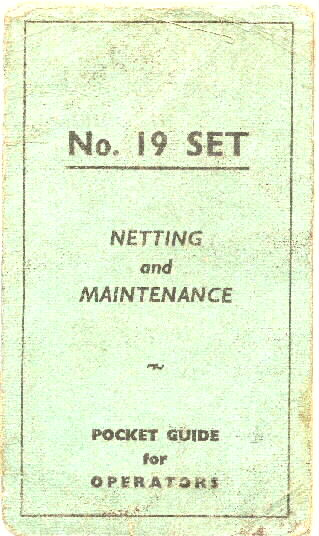 No. 19 SET
NETTING
and
MAINTENANCE
~
POCKET GUIDE
for
OPERATORS